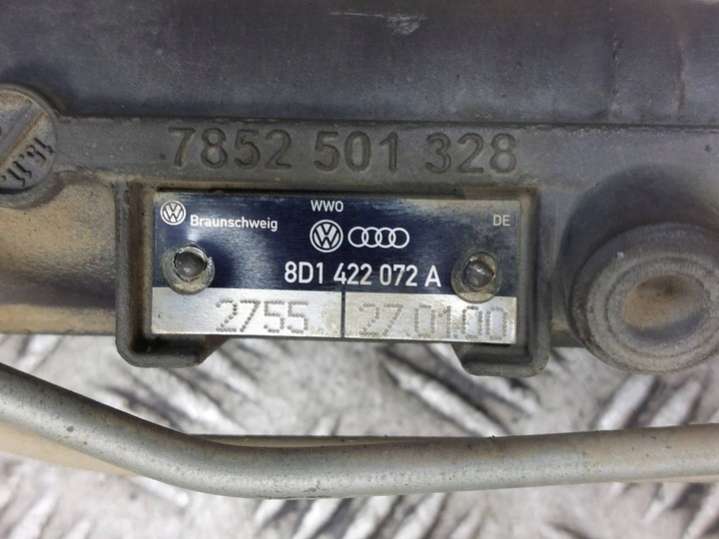 7852 501 328
WWO
Braunschweig
DE
8D1 422 072 A
2755 27.01.00